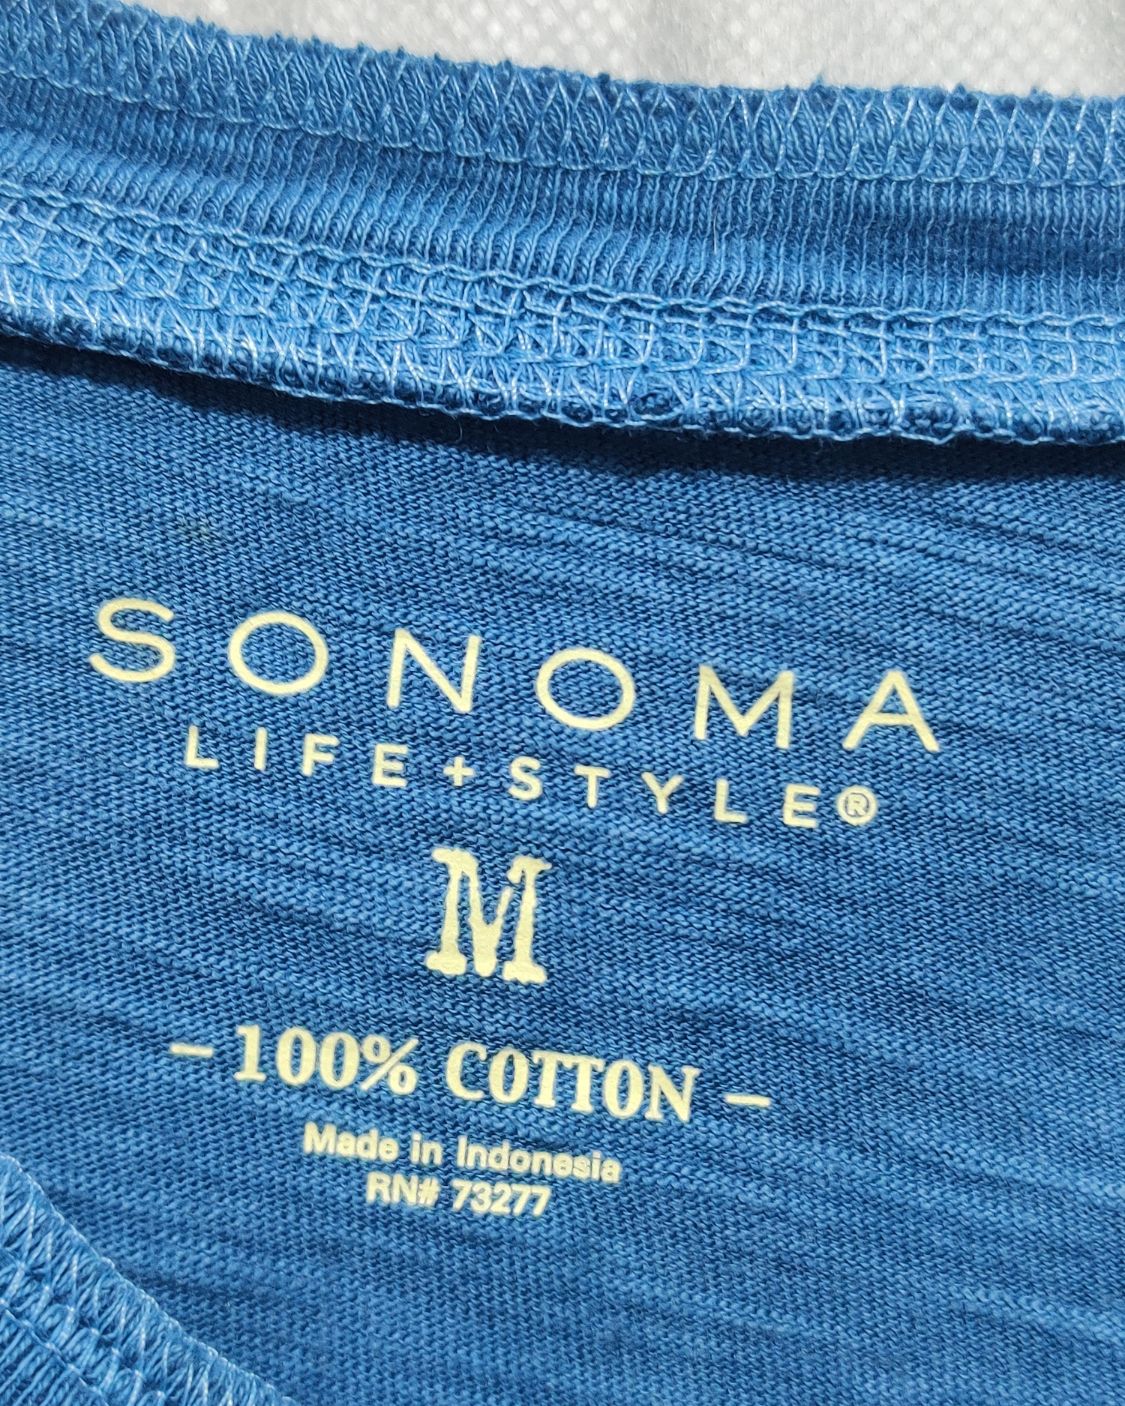 SONOMA
LIFE+STYLE®
M
- 100% COTTON -
Made in Indonesia
RN# 73277